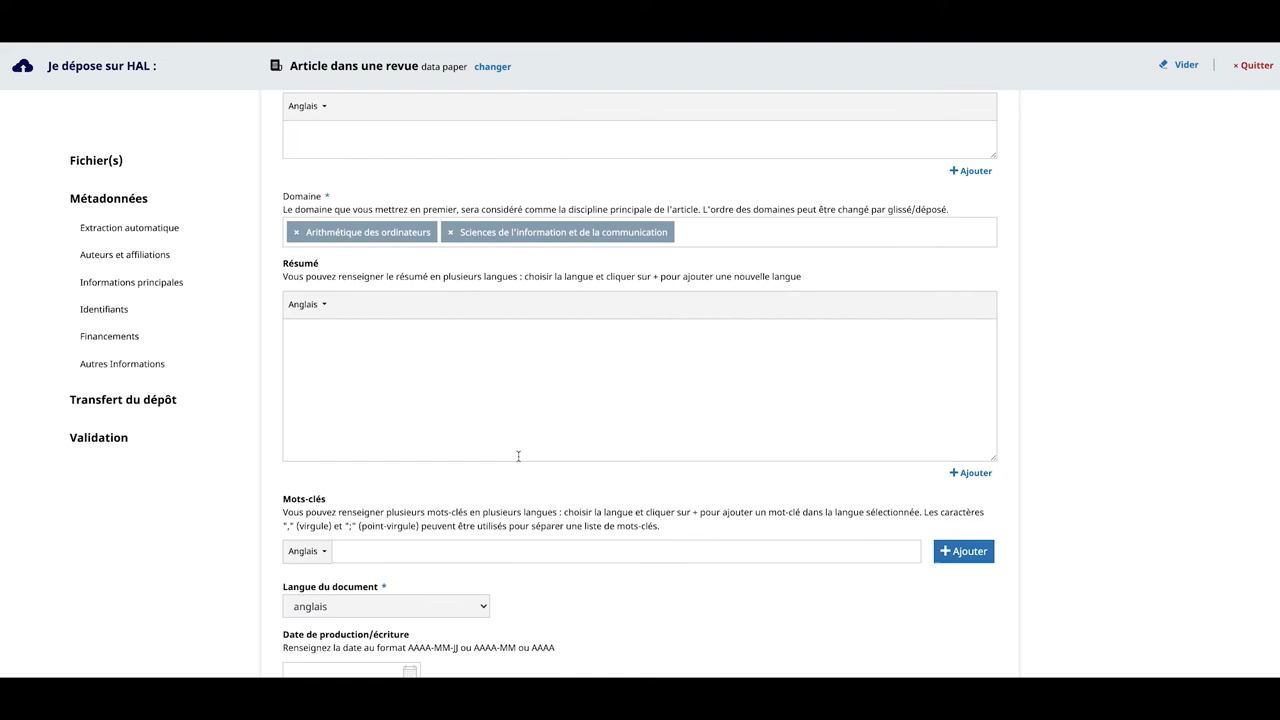 Je dépose sur HAL :
Article dans une revue data paper changer
Vider
× Quitter
Fichier(s)
Métadonnées
Extraction automatique
Auteurs et affiliations
Informations principales
Identifiants
Financements
Autres Informations
Transfert du dépôt
Validation
Anglais
+ Ajouter
Domaine *
Le domaine que vous mettrez en premier, sera considéré comme la discipline principale de l'article. L'ordre des domaines peut être changé par glissé/déposé.
× Arithmétique des ordinateurs × Sciences de l'information et de la communication
Résumé
Vous pouvez renseigner le résumé en plusieurs langues : choisir la langue et cliquer sur + pour ajouter une nouvelle langue
Anglais
+ Ajouter
Mots-clés
Vous pouvez renseigner plusieurs mots-clés en plusieurs langues : choisir la langue et cliquer sur + pour ajouter un mot-clé dans la langue sélectionnée. Les caractères
"," (virgule) et ";" (point-virgule) peuvent être utilisés pour séparer une liste de mots-clés.
Anglais
+ Ajouter
Langue du document *
anglais
Date de production/écriture
Renseignez la date au format AAAA-MM-JJ ou AAAA-MM ou AAAA